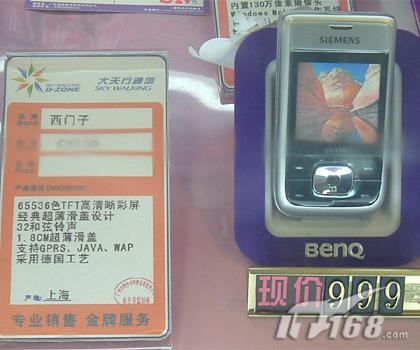 内置130万像素摄像头
D-ZONE
大天行通信
SKY WALKING
品牌
Brand:
西门子
Price:
产品描述 Description:
65536色TFT高清晰彩屏
经典超薄滑盖设计
32和弦铃声
1.8CM超薄滑盖
支持GPRS、JAVA、WAP
采用德国工艺
产地: 上海
专业销售 金牌服务
SIEMENS
BenQ
现价 999
IT168.com